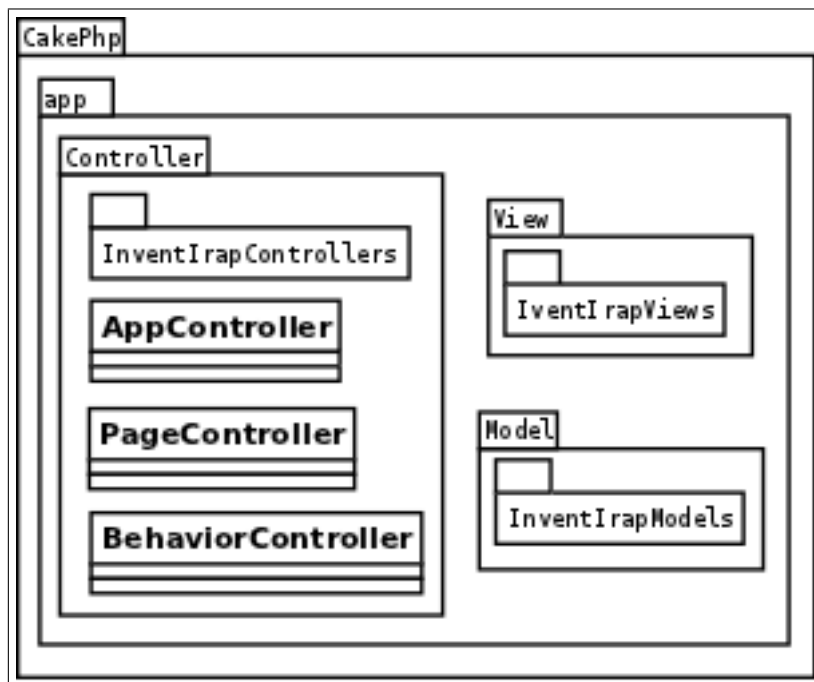 CakePhp
app
Controller
InventIrapControllers
AppController
PageController
BehaviorController
View
IventIrapViews
Model
InventIrapModels